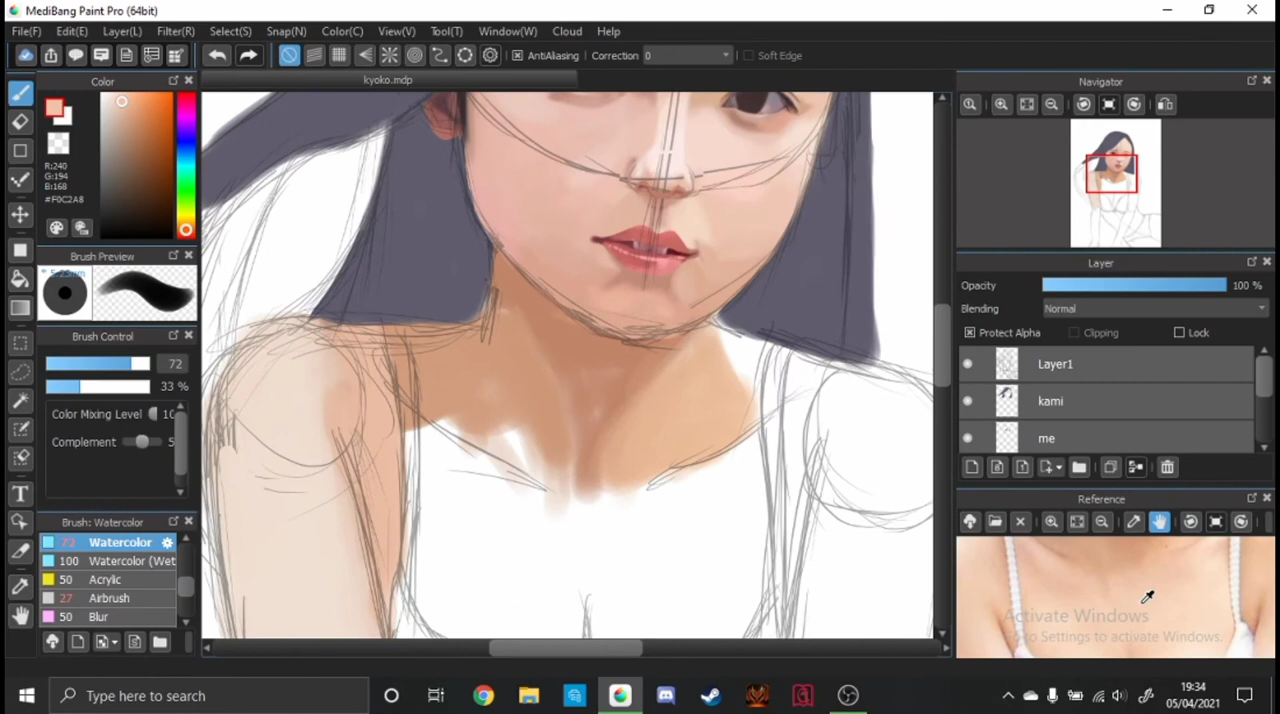 MediBang Paint Pro (64bit)
File(F) Edit(E) Layer(L) Filter(R) Select(S) Snap(N) Color(C) View(V) Tool(T) Window(W) Cloud Help
AntiAliasing Correction 0 Soft Edge
Color
kyoko.mdp
Navigator
R:240
G:194
B:168
#F0C2A8
Brush Preview
Layer
Opacity 100 %
Blending Normal
Protect Alpha Clipping Lock
Brush Control
72
33 %
Color Mixing Level 10
Complement 5
Layer1
kami
me
Brush: Watercolor
Reference
Watercolor
100 Watercolor (Wet
50 Acrylic
27 Airbrush
50 Blur
T
Activate Windows
to Settings to activate Windows.
Type here to search
19:34
05/04/2021